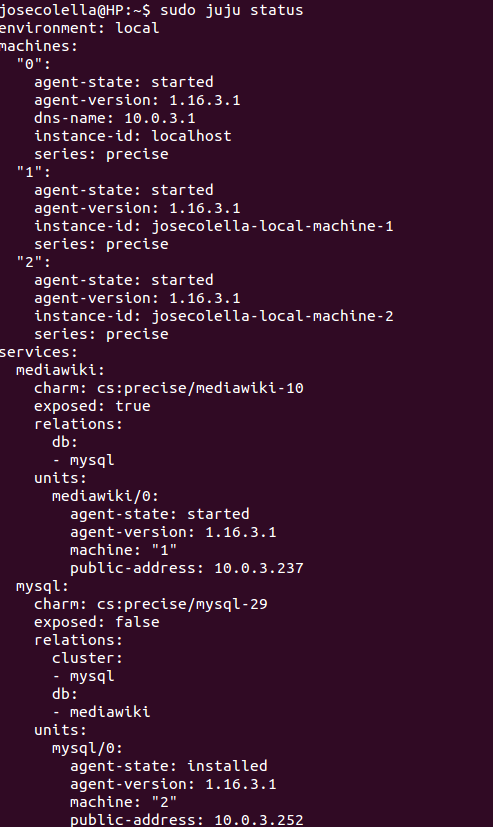 josecolella@HP:~$ sudo juju status
environment: local
machines:
  "0":
    agent-state: started
    agent-version: 1.16.3.1
    dns-name: 10.0.3.1
    instance-id: localhost
    series: precise
  "1":
    agent-state: started
    agent-version: 1.16.3.1
    instance-id: josecolella-local-machine-1
    series: precise
  "2":
    agent-state: started
    agent-version: 1.16.3.1
    instance-id: josecolella-local-machine-2
    series: precise
services:
  mediawiki:
    charm: cs:precise/mediawiki-10
    exposed: true
    relations:
      db:
      - mysql
    units:
      mediawiki/0:
        agent-state: started
        agent-version: 1.16.3.1
        machine: "1"
        public-address: 10.0.3.237
  mysql:
    charm: cs:precise/mysql-29
    exposed: false
    relations:
      cluster:
      - mysql
      db:
      - mediawiki
    units:
      mysql/0:
        agent-state: installed
        agent-version: 1.16.3.1
        machine: "2"
        public-address: 10.0.3.252